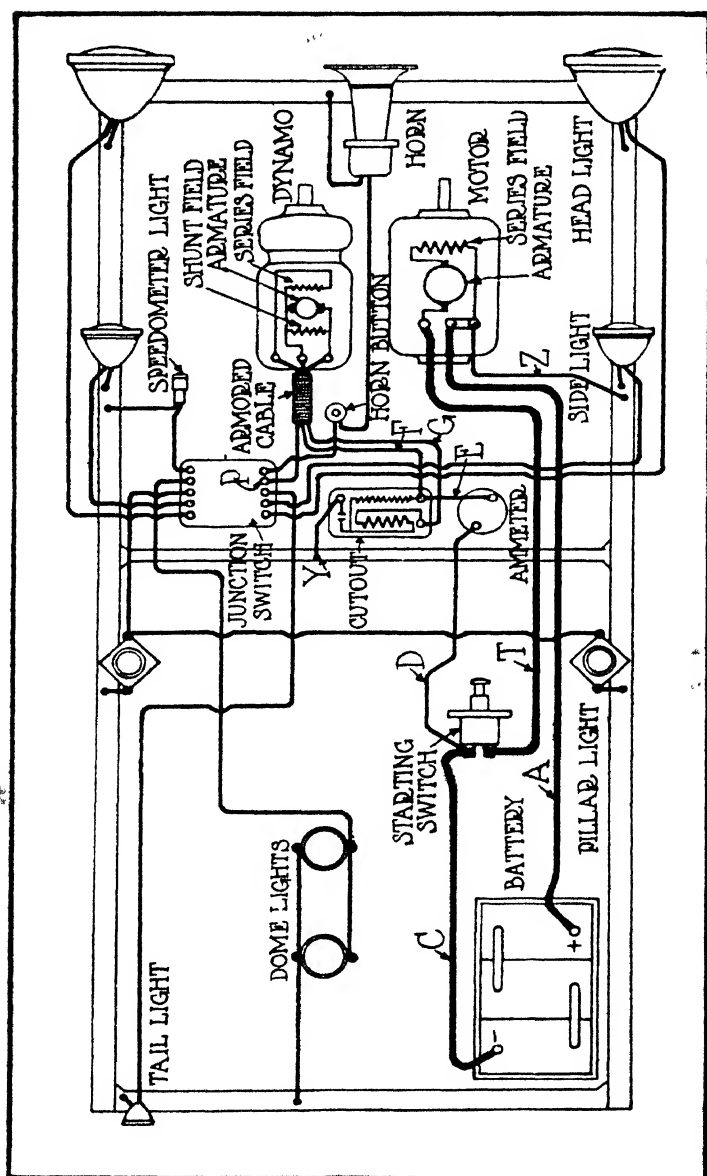 HEAD LIGHT
SIDE LIGHT
PILLAR LIGHT
MOTOR
SERIES FIELD
ARMATURE
Z
A
T
BATTERY
+
-
HORN
HORN BUTTON
G
F
E
AMMETER
D
STARTING
SWITCH
C
DYNAMO
SHUNT FIELD
ARMATURE
SERIES FIELD
ARMORED
CABLE
CUTOUT
Y
SPEEDOMETER LIGHT
P
JUNCTION
SWITCH
DOME LIGHTS
TAIL LIGHT